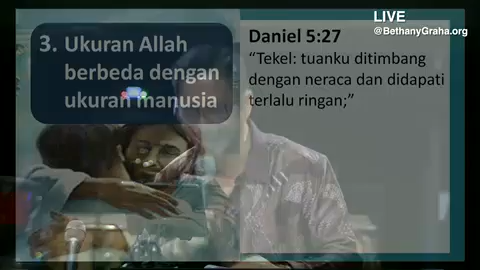 LIVE
@BethanyGraha.org
3. Ukuran Allah
berbeda dengan
ukuran manusia
Daniel 5:27
“Tekel: tuanku ditimbang
dengan neraca dan didapati
terlalu ringan;”